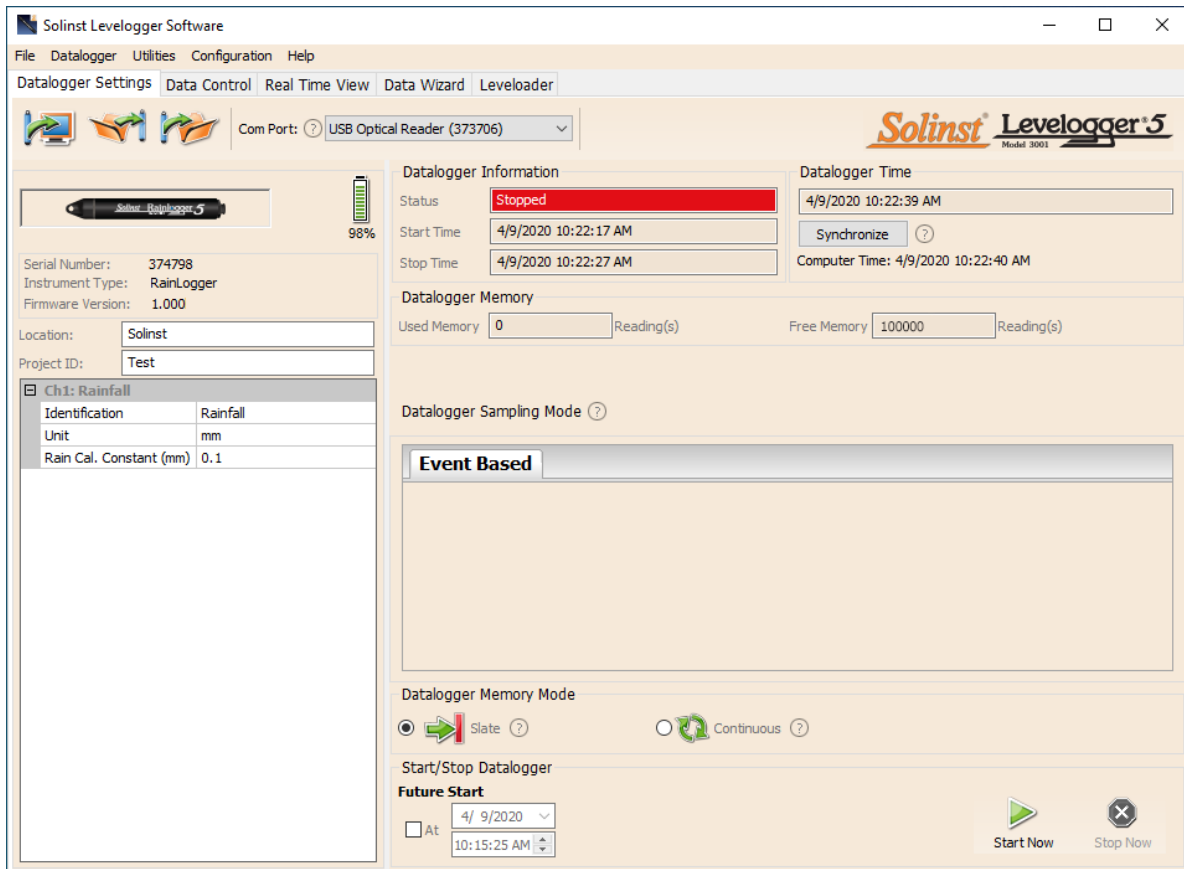 Solinst Levelogger Software
File Datalogger Utilities Configuration Help
Datalogger Settings Data Control Real Time View Data Wizard Leveloader
Com Port: ? USB Optical Reader (373706)
Solinst® Levelogger® 5
Model 3001
Solinst Rainlogger 5
98%
Serial Number: 374798
Instrument Type: RainLogger
Firmware Version: 1.000
Location: Solinst
Project ID: Test
Ch1: Rainfall
Identification Rainfall
Unit mm
Rain Cal. Constant (mm) 0.1
Datalogger Information
Status Stopped
Start Time 4/9/2020 10:22:17 AM
Stop Time 4/9/2020 10:22:27 AM
Datalogger Time
4/9/2020 10:22:39 AM
Synchronize ?
Computer Time: 4/9/2020 10:22:40 AM
Datalogger Memory
Used Memory 0 Reading(s) Free Memory 100000 Reading(s)
Datalogger Sampling Mode ?
Event Based
Datalogger Memory Mode
Slate ? Continuous ?
Start/Stop Datalogger
Future Start
At 4/ 9/2020
10:15:25 AM
Start Now Stop Now